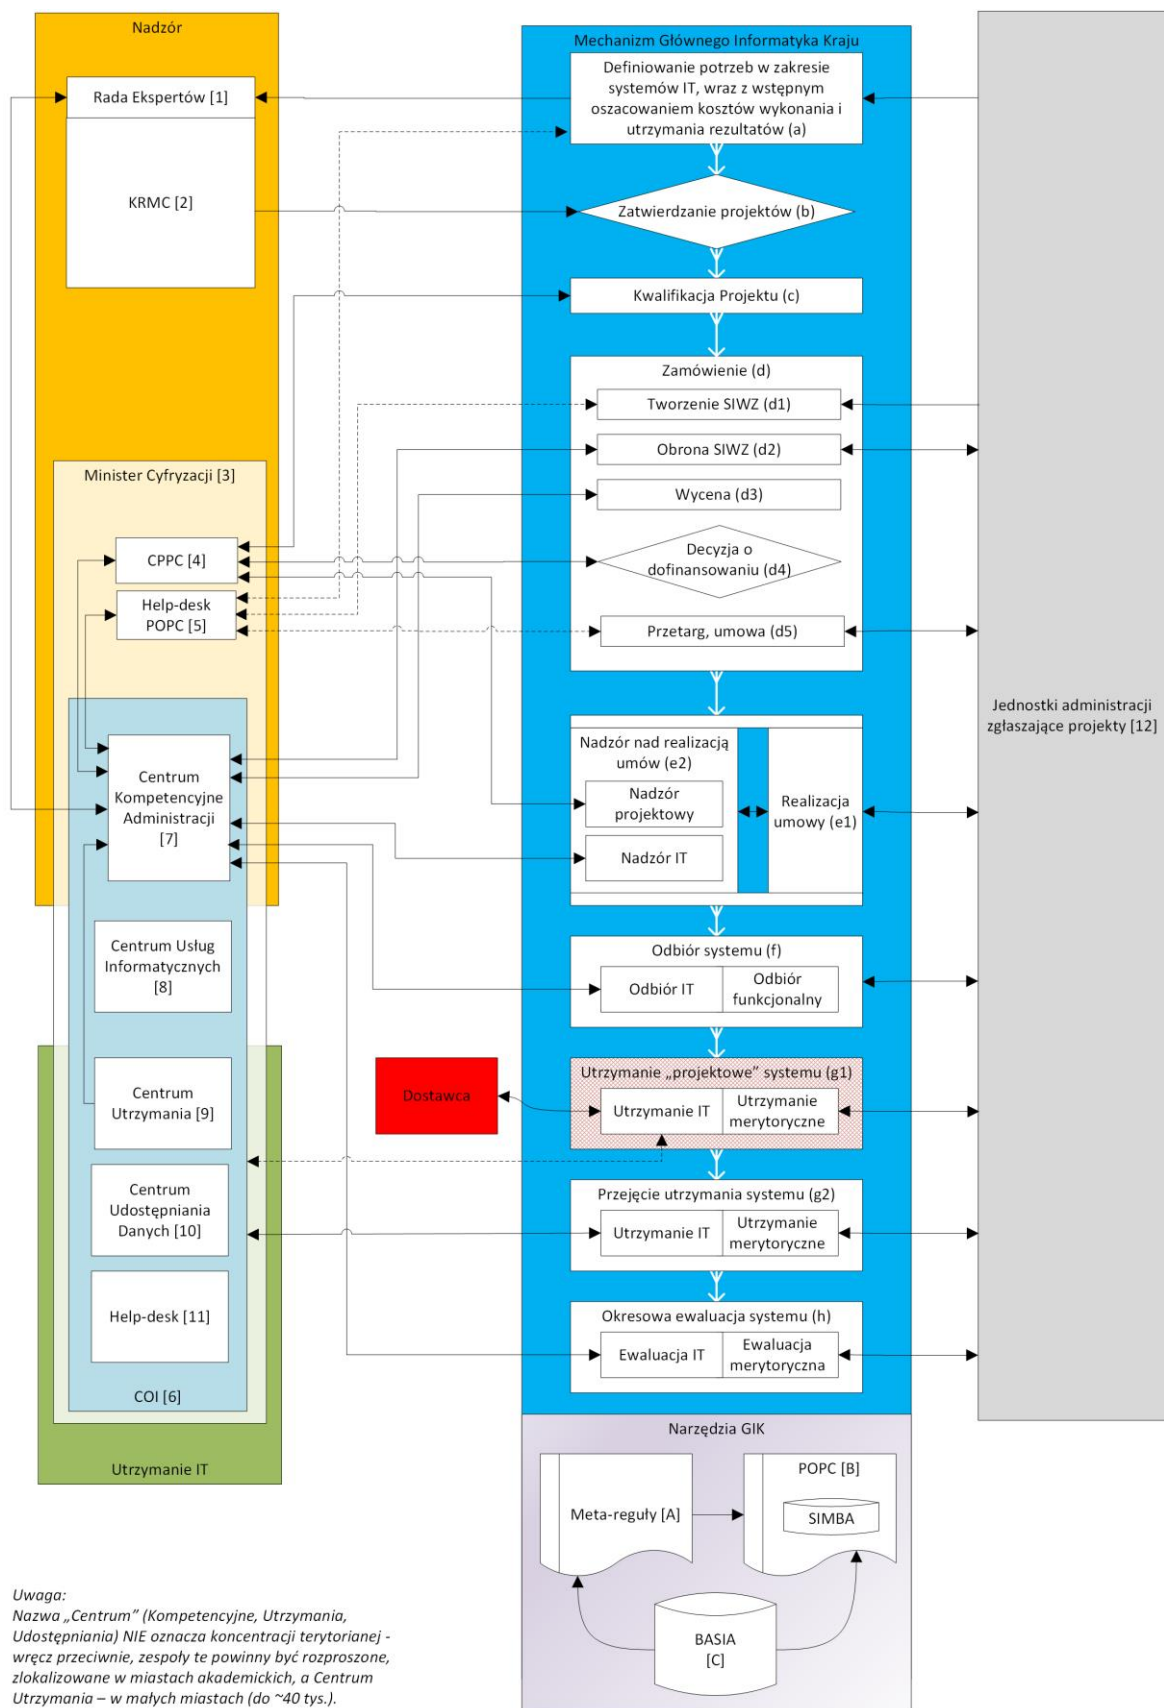 Nadzór
Rada Ekspertów [1]
KRMC [2]
Minister Cyfryzacji [3]
CPPC [4]
Help-desk
POPC [5]
Centrum
Kompetencyjne
Administracji
[7]
Centrum Usług
Informatycznych
[8]
Centrum
Utrzymania [9]
Centrum
Udostępniania
Danych [10]
Help-desk [11]
COI [6]
Utrzymanie IT
Dostawca
Mechanizm Głównego Informatyka Kraju
Definiowanie potrzeb w zakresie
systemów IT, wraz z wstępnym
oszacowaniem kosztów wykonania i
utrzymania rezultatów (a)
Zatwierdzanie projektów (b)
Kwalifikacja Projektu (c)
Zamówienie (d)
Tworzenie SIWZ (d1)
Obrona SIWZ (d2)
Wycena (d3)
Decyzja o
dofinansowaniu (d4)
Przetarg, umowa (d5)
Nadzór nad realizacją
umów (e2)
Nadzór
projektowy
Nadzór IT
Realizacja
umowy (e1)
Odbiór systemu (f)
Odbiór IT
Odbiór
funkcjonalny
Utrzymanie „projektowe” systemu (g1)
Utrzymanie IT
Utrzymanie
merytoryczne
Przejęcie utrzymania systemu (g2)
Utrzymanie IT
Utrzymanie
merytoryczne
Okresowa ewaluacja systemu (h)
Ewaluacja IT
Ewaluacja
merytoryczna
Narzędzia GIK
Meta-reguły [A]
POPC [B]
SIMBA
BASIA
[C]
Jednostki administracji
zgłaszające projekty [12]
Uwaga:
Nazwa „Centrum” (Kompetencyjne, Utrzymania,
Udostępniania) NIE oznacza koncentracji terytorianej -
wręcz przeciwnie, zespoły te powinny być rozproszone,
zlokalizowane w miastach akademickich, a Centrum
Utrzymania – w małych miastach (do ~40 tys.).